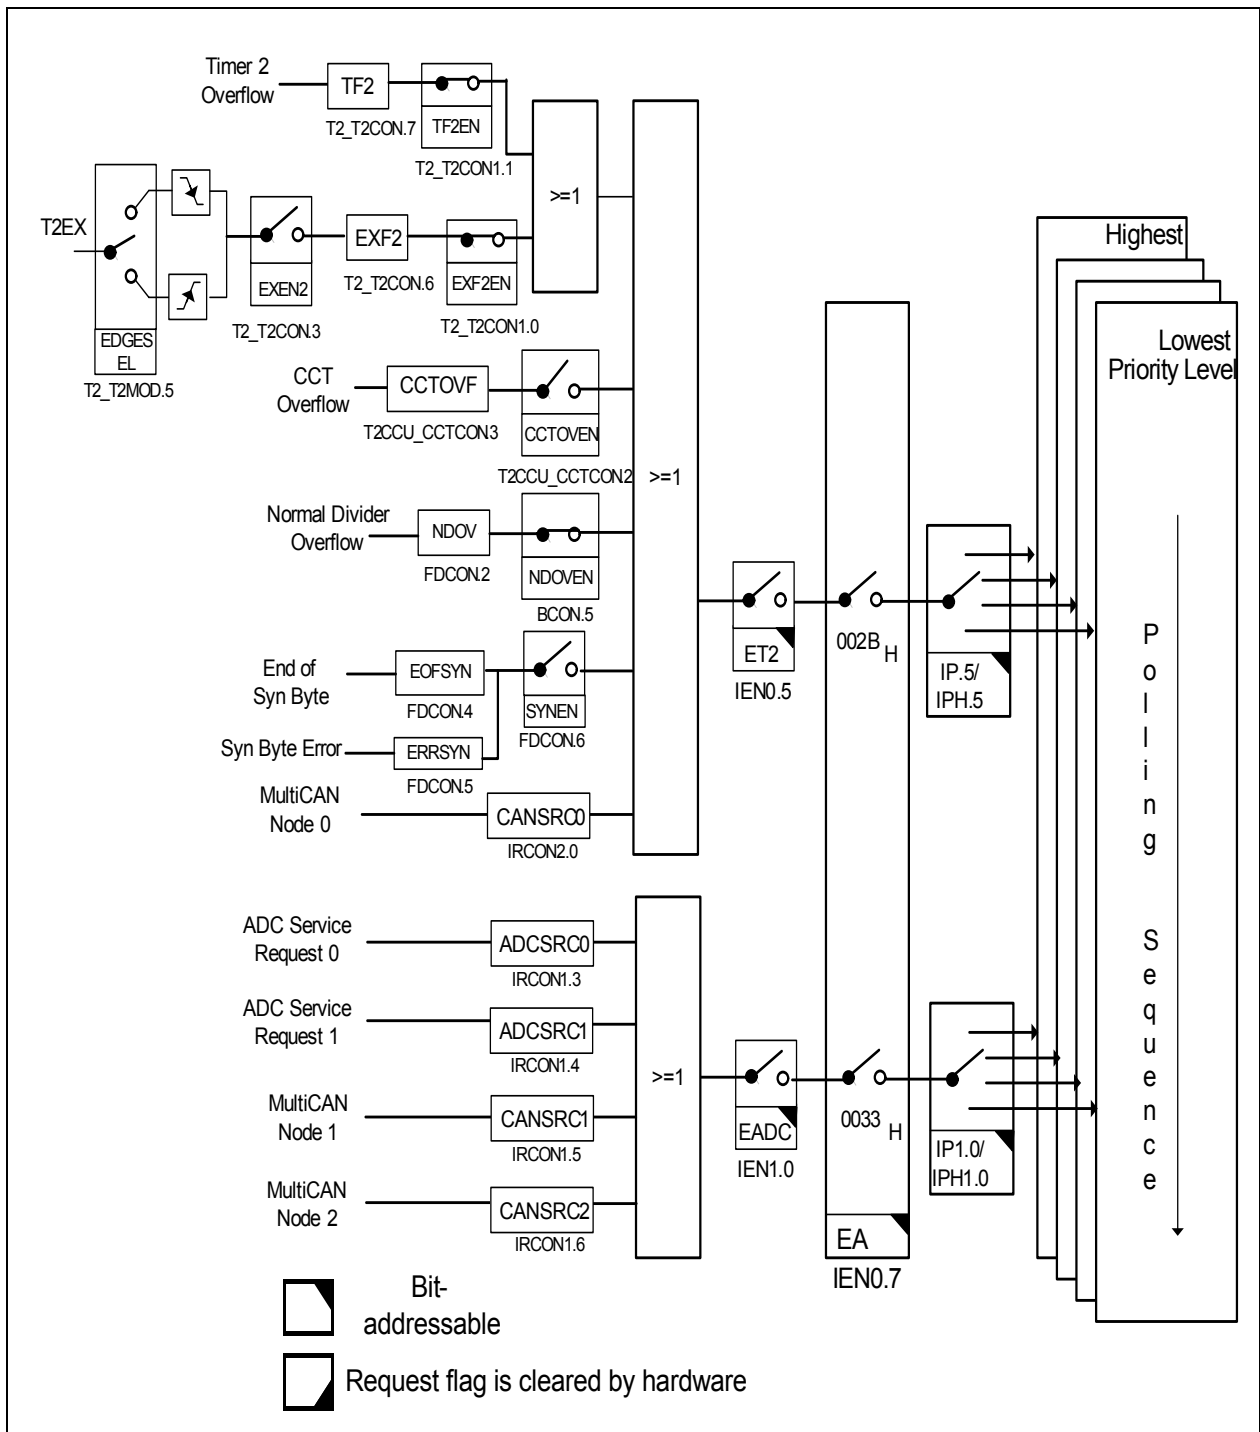 Timer 2
Overflow
TF2
T2_T2CON.7
TF2EN
T2_T2CON1.1
>=1
T2EX
EDGES
EL
T2_T2MOD.5
EXEN2
T2_T2CON.3
EXF2
T2_T2CON.6
EXF2EN
T2_T2CON1.0
CCT
Overflow
CCTOVF
T2CCU_CCTCON.3
CCTOVEN
T2CCU_CCTCON.2
>=1
Normal Divider
Overflow
NDOV
FDCON.2
NDOVEN
BCON.5
End of
Syn Byte
EOFSYN
FDCON.4
SYNEN
FDCON.6
Syn Byte Error
ERRSYN
FDCON.5
MultiCAN
Node 0
CANSRC0
IRCON2.0
ET2
IEN0.5
002B H
IP.5/
IPH.5
Highest
Lowest
Priority Level
Polling Sequence
ADC Service
Request 0
ADCSRC0
IRCON1.3
ADC Service
Request 1
ADCSRC1
IRCON1.4
MultiCAN
Node 1
CANSRC1
IRCON1.5
MultiCAN
Node 2
CANSRC2
IRCON1.6
>=1
EADC
IEN1.0
0033 H
IP1.0/
IPH1.0
EA
IEN0.7
Bit-
addressable
Request flag is cleared by hardware